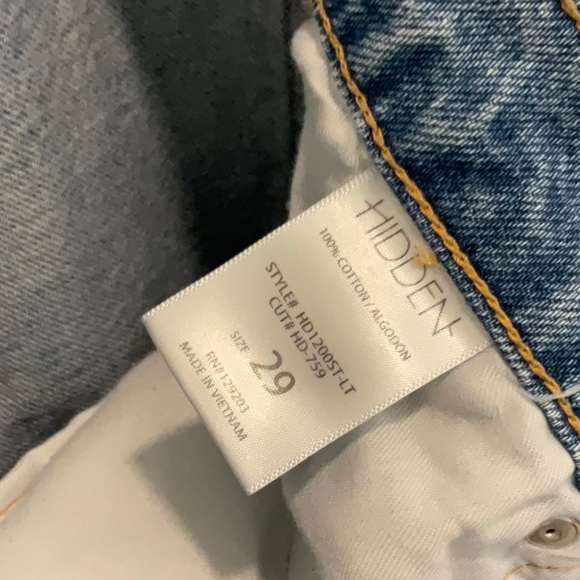 HIDDEN
100% COTTON / ALGODON
STYLE# HD1200ST-LT
CUT# HD-759
SIZE 29
RN#129203
MADE IN VIETNAM